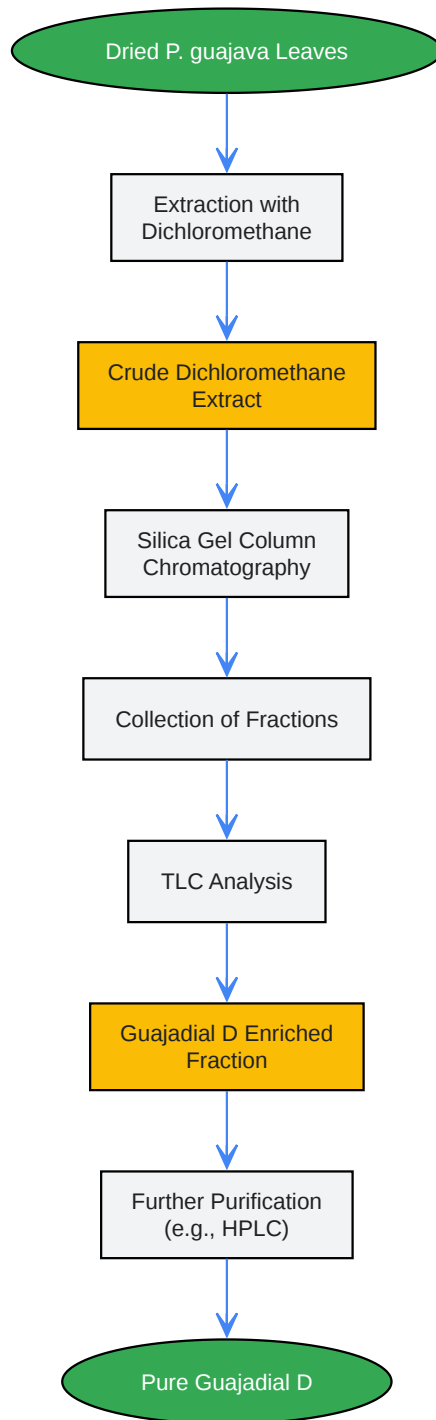 Dried P. guajava Leaves
Extraction with
Dichloromethane
Crude Dichloromethane
Extract
Silica Gel Column
Chromatography
Collection of Fractions
TLC Analysis
Guajadial D Enriched
Fraction
Further Purification
(e.g., HPLC)
Pure Guajadial D